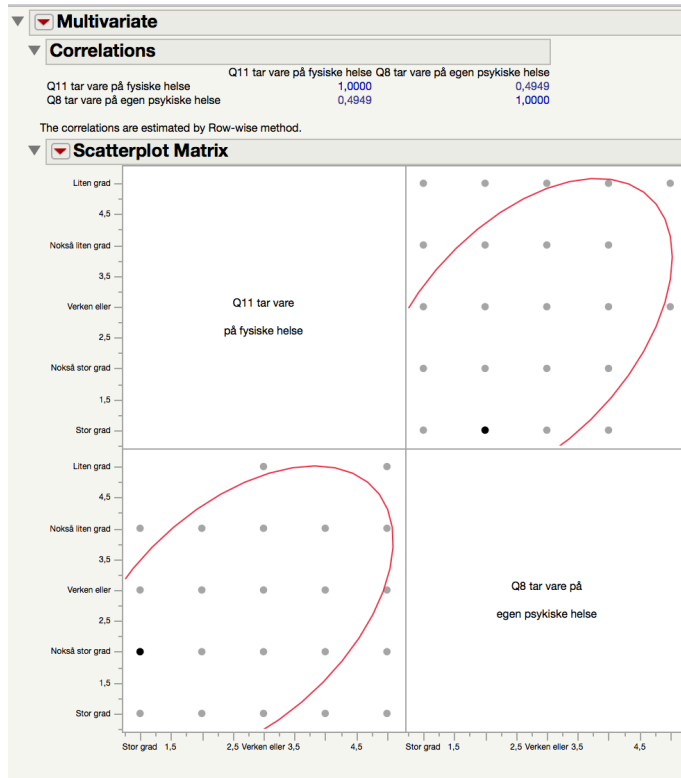 Multivariate
Correlations
Q11 tar vare på fysiske helse Q8 tar vare på egen psykiske helse
Q11 tar vare på fysiske helse 1,0000 0,4949
Q8 tar vare på egen psykiske helse 0,4949 1,0000
The correlations are estimated by Row-wise method.
Scatterplot Matrix
Liten grad
4,5
Nokså liten grad
3,5
Verken eller
2,5
Nokså stor grad
1,5
Stor grad
Q11 tar vare
på fysiske helse
Liten grad
4,5
Nokså liten grad
3,5
Verken eller
2,5
Nokså stor grad
1,5
Stor grad
Q8 tar vare på
egen psykiske helse
Stor grad 1,5 2,5 Verken eller 3,5 4,5 Stor grad 1,5 2,5 Verken eller 3,5 4,5